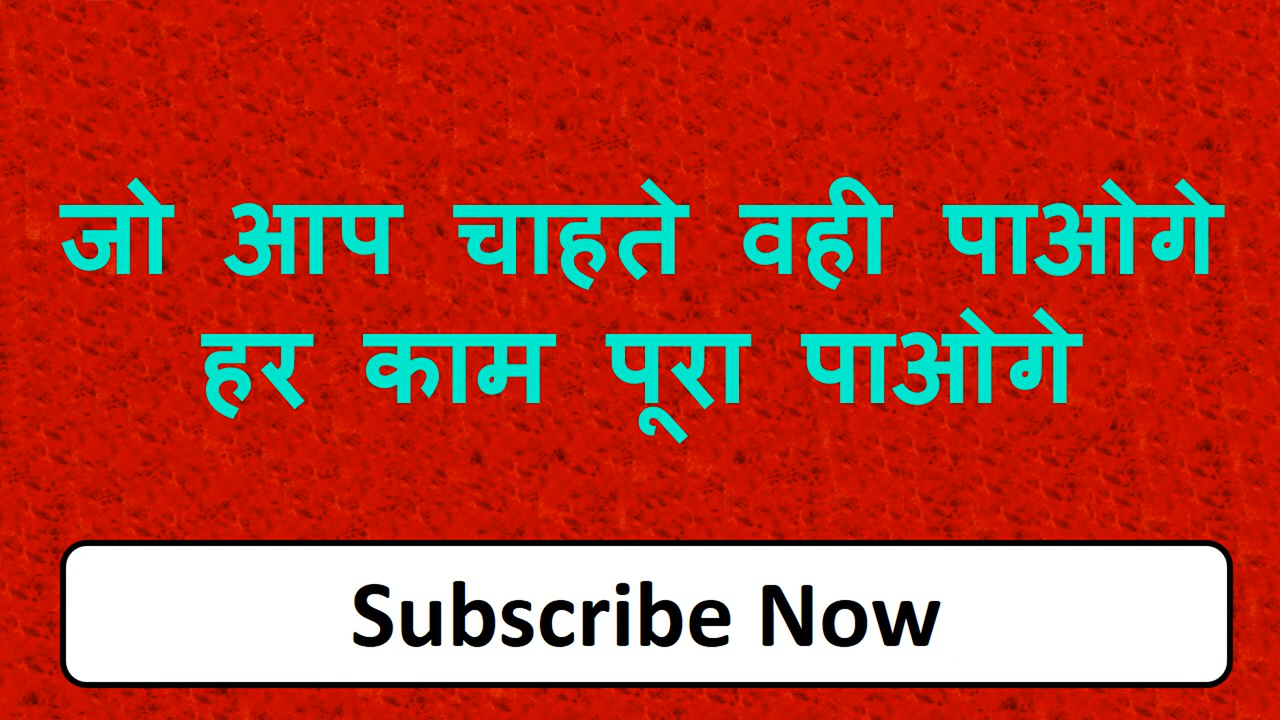 जो आप चाहते वही पाओगे
हर काम पूरा पाओगे
Subscribe Now